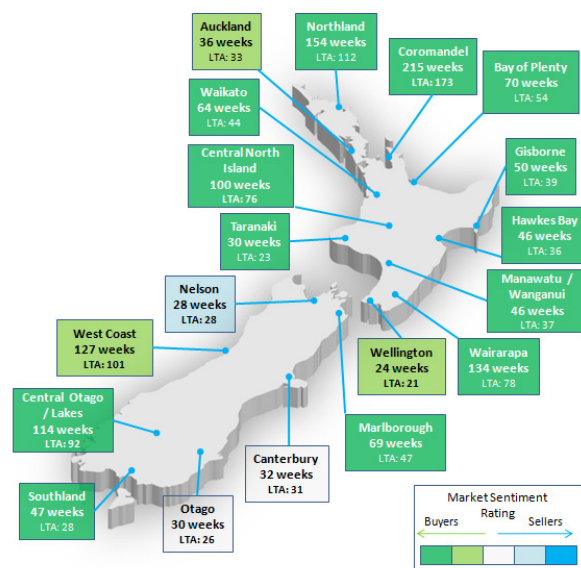 Auckland
36 weeks
LTA: 33
Northland
154 weeks
LTA: 112
Coromandel
215 weeks
LTA: 173
Bay of Plenty
70 weeks
LTA: 54
Waikato
64 weeks
LTA: 44
Central North
Island
100 weeks
LTA: 76
Gisborne
50 weeks
LTA: 39
Taranaki
30 weeks
LTA: 23
Hawkes Bay
46 weeks
LTA: 36
Nelson
28 weeks
LTA: 28
Manawatu /
Wanganui
46 weeks
LTA: 37
West Coast
127 weeks
LTA: 101
Wellington
24 weeks
LTA: 21
Wairarapa
134 weeks
LTA: 78
Central Otago
/ Lakes
114 weeks
LTA: 92
Marlborough
69 weeks
LTA: 47
Canterbury
32 weeks
LTA: 31
Southland
47 weeks
LTA: 28
Otago
30 weeks
LTA: 26
Market Sentiment
Rating
Buyers
Sellers